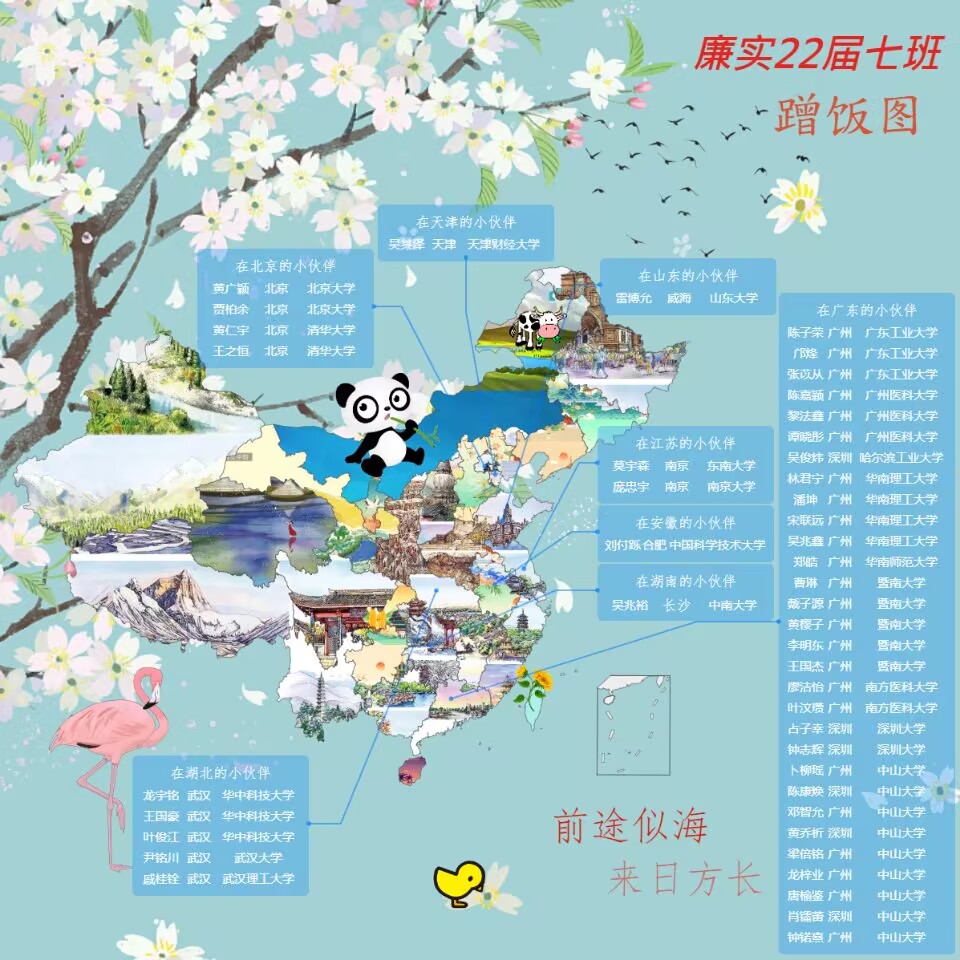 廉实22届七班
蹭饭图
在天津的小伙伴
天津 天津财经大学
在北京的小伙伴
黄广颖 北京 北京大学
贾柏余 北京 北京大学
黄仁宇 北京 清华大学
王之恒 北京 清华大学
在山东的小伙伴
雷博允 威海 山东大学
在江苏的小伙伴
莫宇森 南京 东南大学
庞忠宇 南京 南京大学
在安徽的小伙伴
刘付跞 合肥 中国科学技术大学
在湖南的小伙伴
吴兆裕 长沙 中南大学
在广东的小伙伴
陈子荣 广州 广东工业大学
邝烽 广州 广东工业大学
张苡从 广州 广东工业大学
陈嘉颖 广州 广州医科大学
黎法鑫 广州 广州医科大学
谭晓彤 广州 广州医科大学
吴俊炜 深圳 哈尔滨工业大学
林君宁 广州 华南理工大学
潘坤 广州 华南理工大学
宋联远 广州 华南理工大学
吴兆鑫 广州 华南理工大学
郑皓 广州 华南师范大学
曹琳 广州 暨南大学
戴子源 广州 暨南大学
黄樱子 广州 暨南大学
李明东 广州 暨南大学
王国杰 广州 暨南大学
廖洁怡 广州 南方医科大学
叶汶瓒 广州 南方医科大学
占子幸 深圳 深圳大学
钟志辉 深圳 深圳大学
卜柳瑶 广州 中山大学
陈康焕 深圳 中山大学
邓智允 广州 中山大学
黄乔析 深圳 中山大学
梁倍铭 广州 中山大学
龙梓业 广州 中山大学
唐榆鉴 广州 中山大学
肖镭茜 深圳 中山大学
钟锘熹 广州 中山大学
在湖北的小伙伴
龙宇铭 武汉 华中科技大学
王国豪 武汉 华中科技大学
叶俊江 武汉 华中科技大学
尹铭川 武汉 武汉大学
戚桂铨 武汉 武汉理工大学
前途似海
来日方长